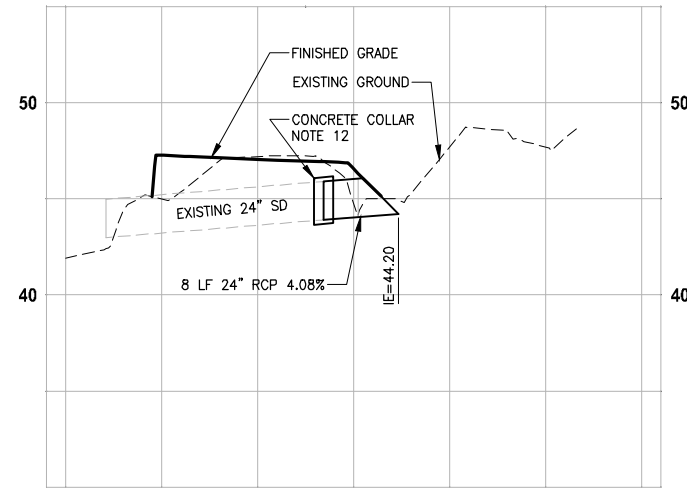 FINISHED GRADE
EXISTING GROUND
50
50
CONCRETE COLLAR
NOTE 12
EXISTING 24" SD
8 LF 24" RCP 4.08%
IE=44.20
40
40